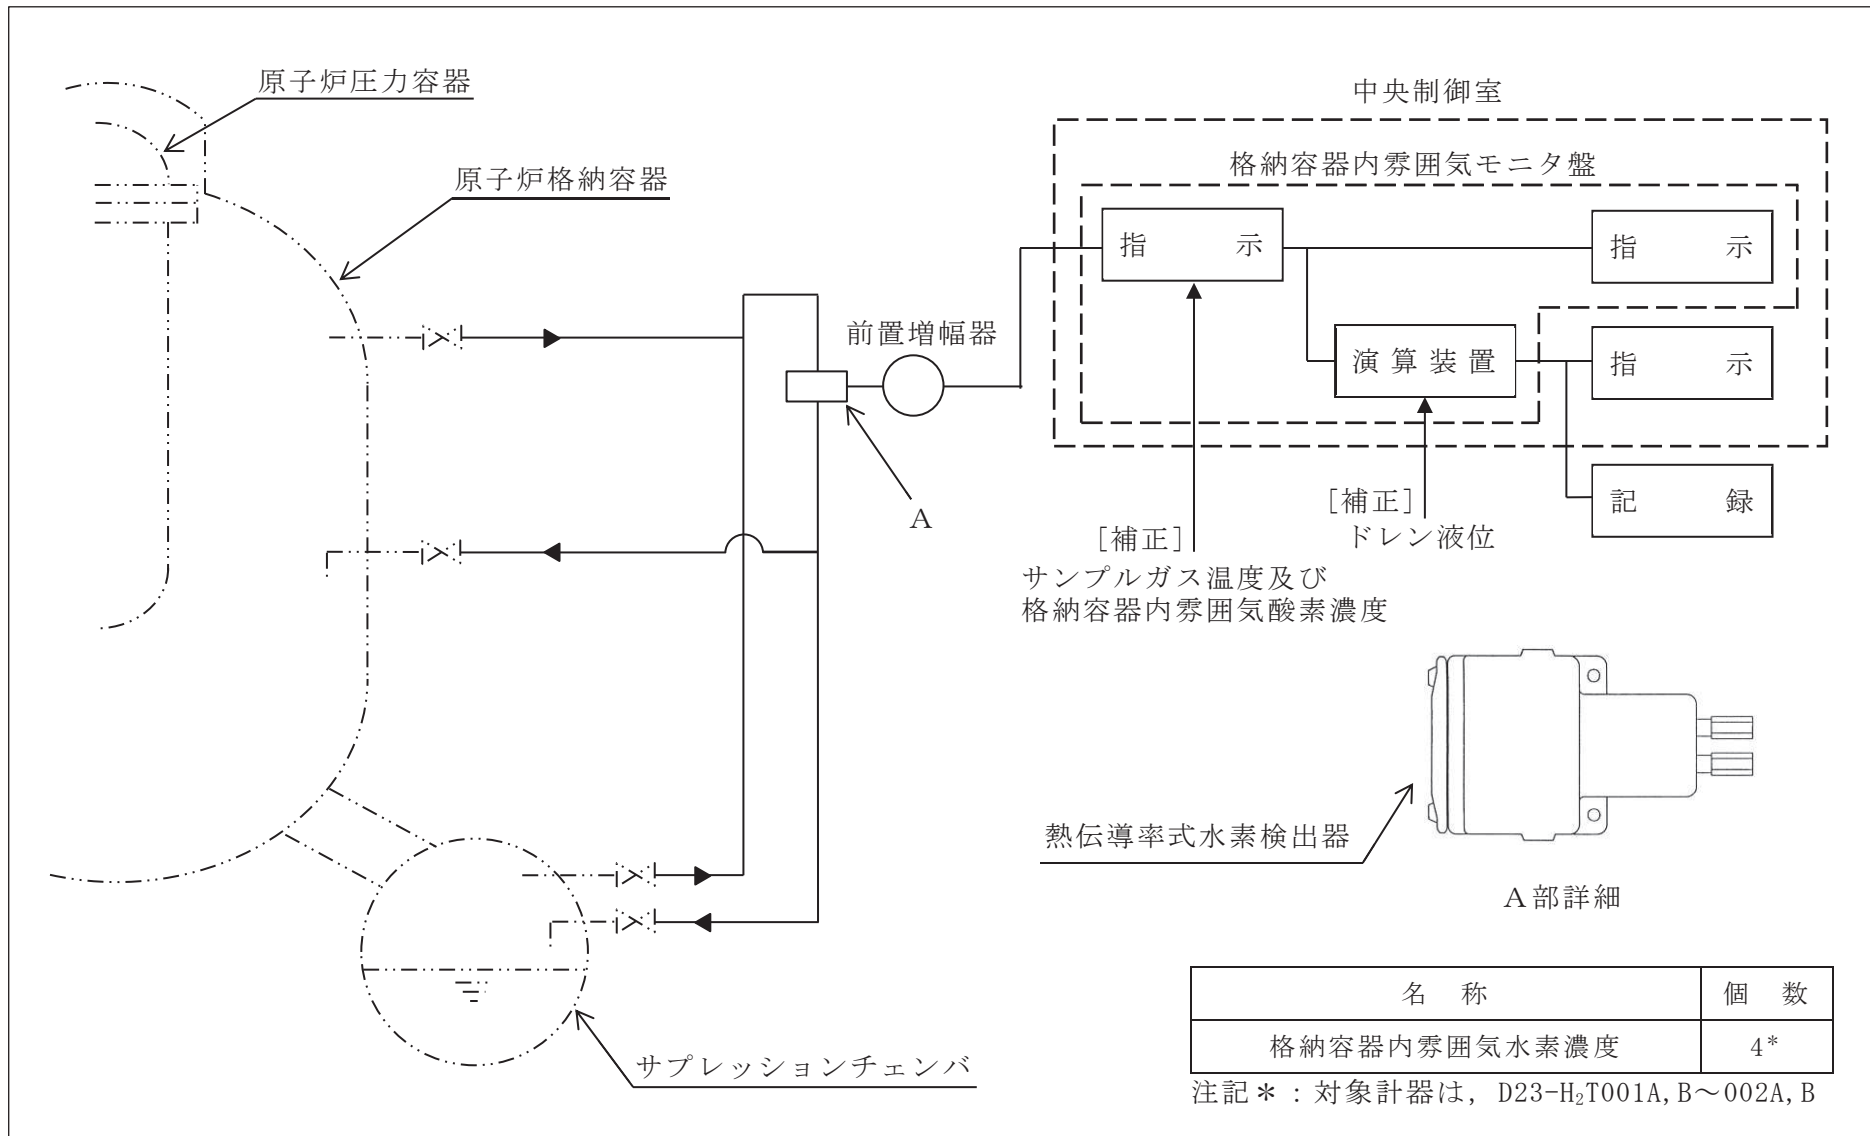 原子炉圧力容器
原子炉格納容器
中央制御室
格納容器内雰囲気モニタ盤
指　示
指　示
前置増幅器
演算装置
指　示
記　録
A
[補正]
ドレン液位
[補正]
サンプルガス温度及び
格納容器内雰囲気酸素濃度
熱伝導率式水素検出器
A部詳細
サプレッションチェンバ
名　称　個　数
格納容器内雰囲気水素濃度　4*
注記＊：対象計器は，D23-H₂T001A,B～002A,B